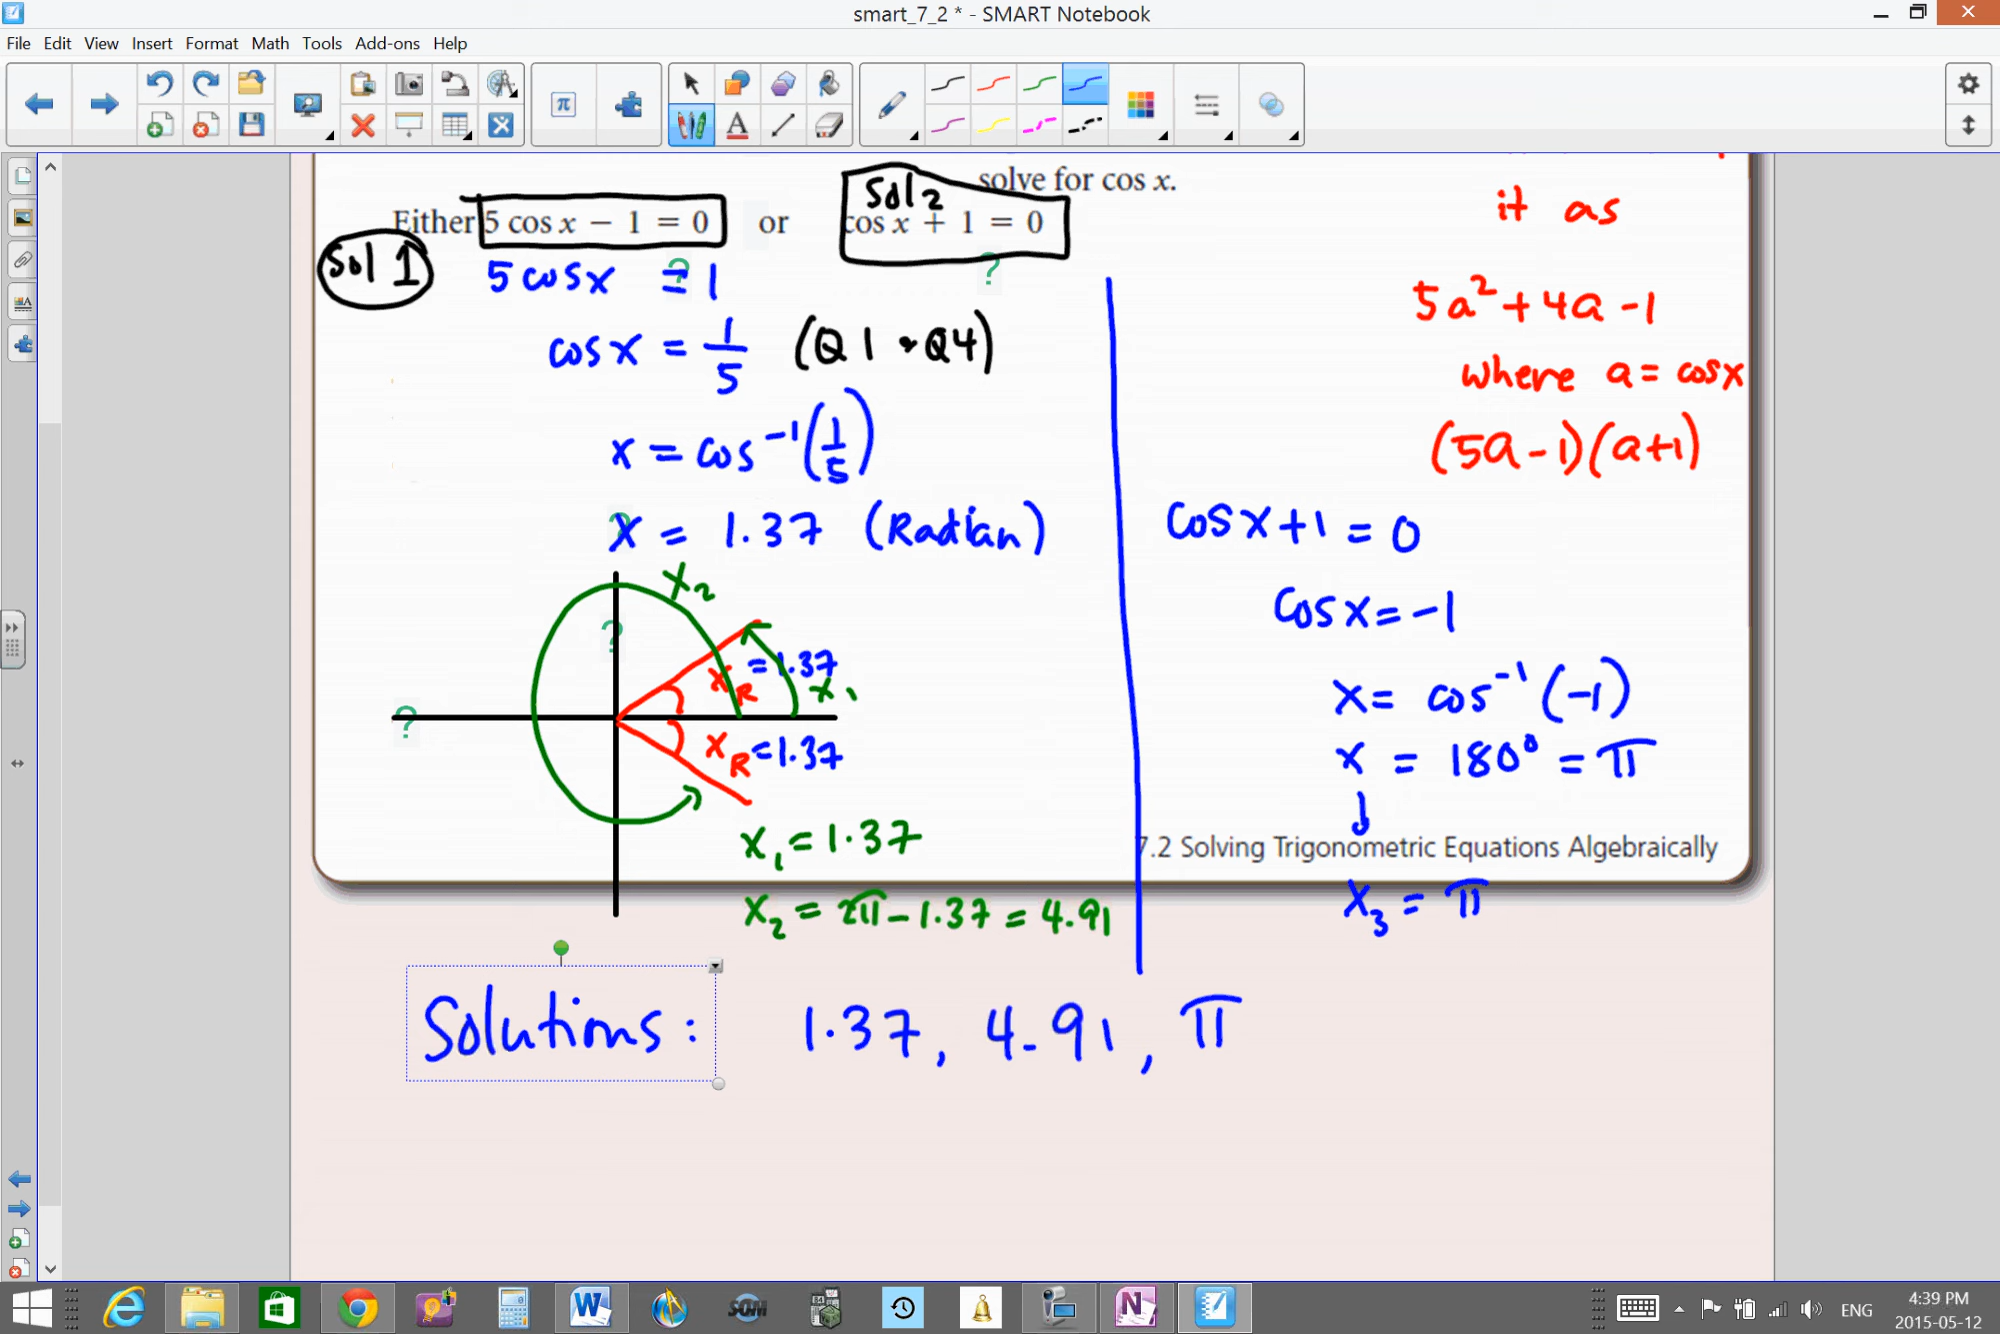 smart_7_2 * - SMART Notebook
File Edit View Insert Format Math Tools Add-ons Help
solve for cos x.
Either 5 cos x − 1 = 0 or cos x + 1 = 0
Sol 2
Sol 1
5 cos x = 1
?
?
cos x = 1/5 (Q1 + Q4)
x = cos⁻¹(1/5)
x = 1.37 (Radian)
?
x₂
?
x_R = 1.37
x₁
?
x_R = 1.37
x₁ = 1.37
x₂ = 2π − 1.37 = 4.91
it as
5a² + 4a − 1
where a = cos x
(5a − 1)(a + 1)
cos x + 1 = 0
cos x = −1
x = cos⁻¹(−1)
x = 180° = π
7.2 Solving Trigonometric Equations Algebraically
x₃ = π
Solutions: 1.37, 4.91, π
ENG
4:39 PM
2015-05-12